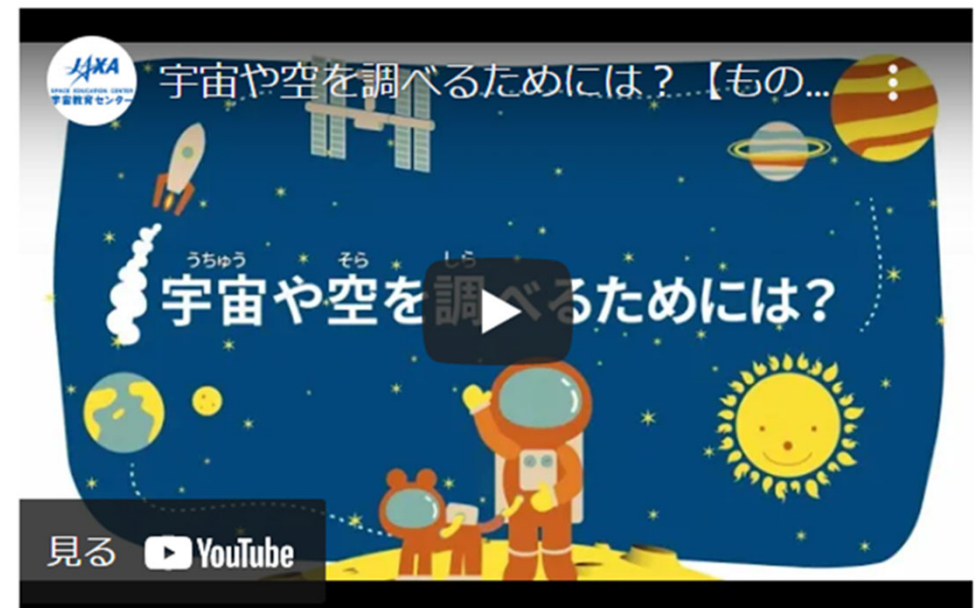 JAXA
SPACE EDUCATION CENTER
宇宙教育センター
宇宙や空を調べるためには？【もの...
うちゅう そら しら
宇宙や空を調べるためには?
見る YouTube